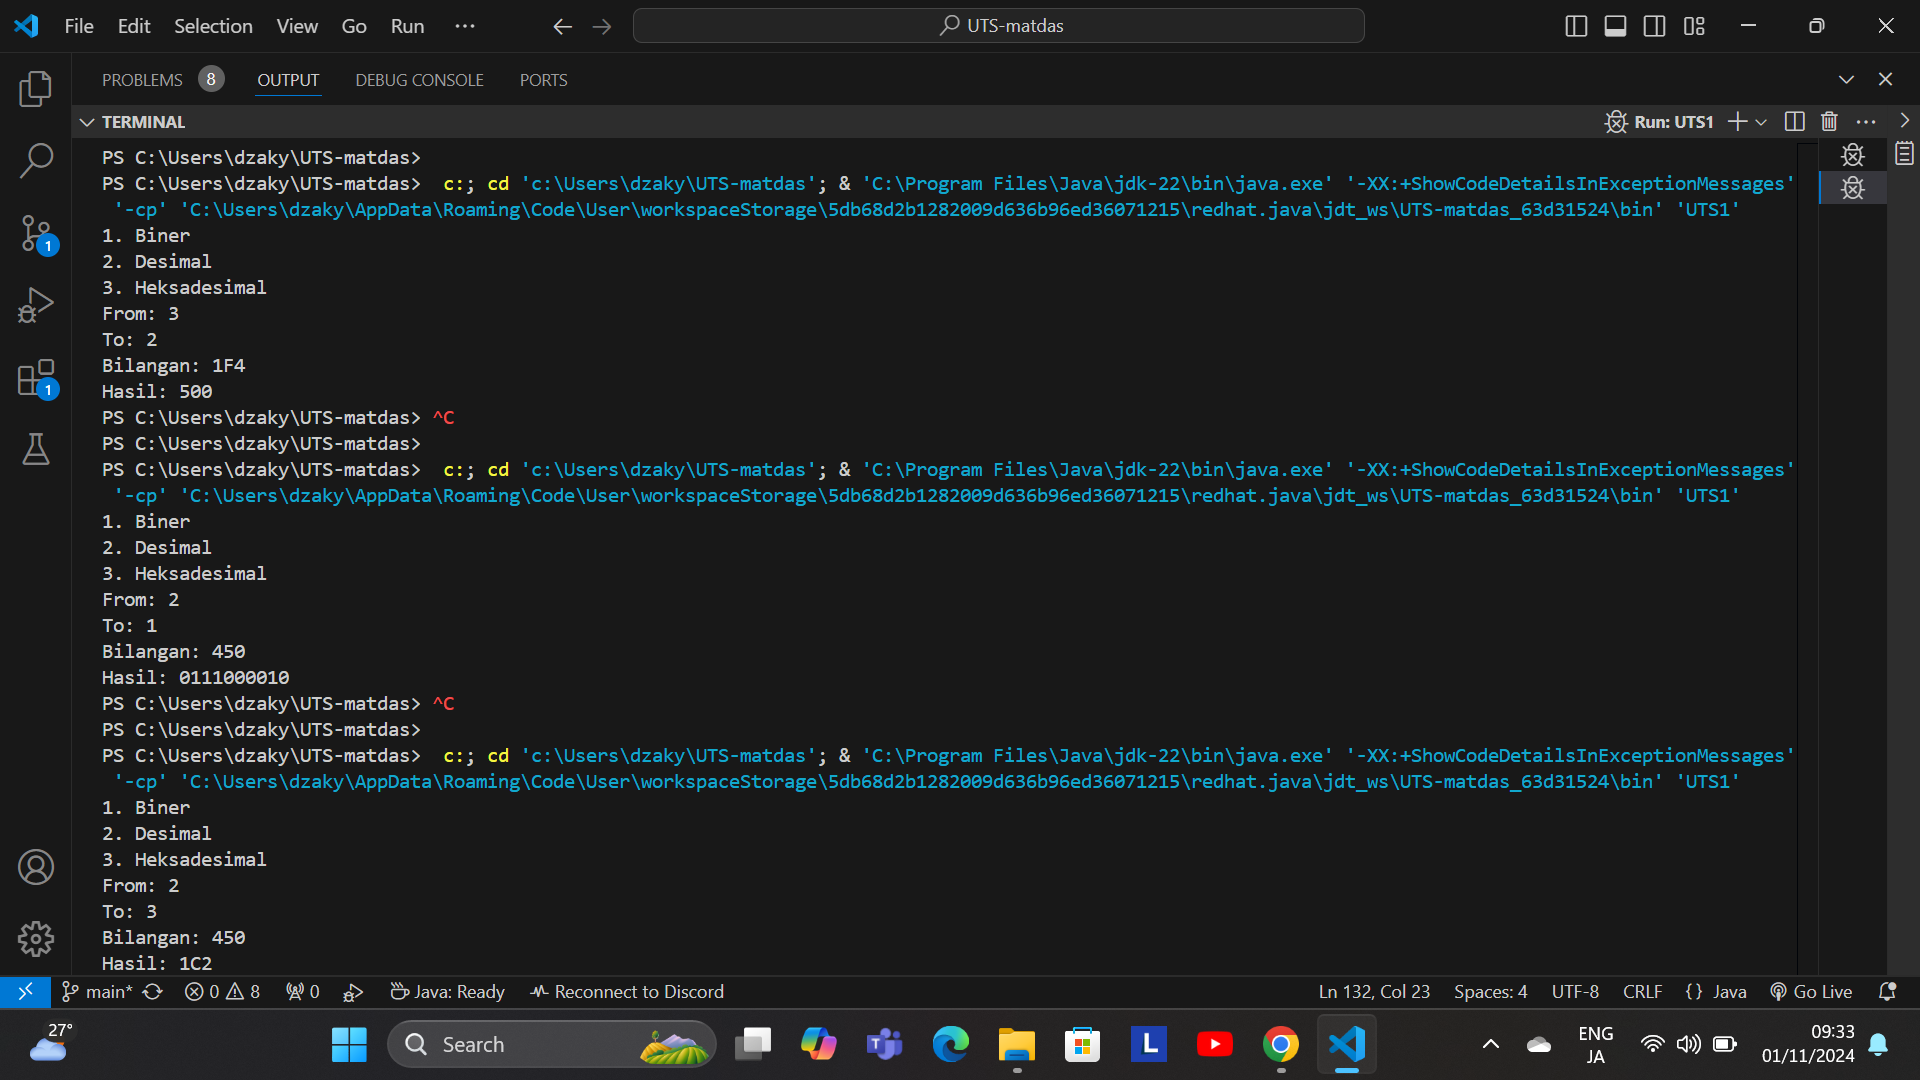 File Edit Selection View Go Run ··· UTS-matdas
PROBLEMS 8 OUTPUT DEBUG CONSOLE PORTS
TERMINAL Run: UTS1
PS C:\Users\dzaky\UTS-matdas>
PS C:\Users\dzaky\UTS-matdas>  c:; cd 'c:\Users\dzaky\UTS-matdas'; & 'C:\Program Files\Java\jdk-22\bin\java.exe' '-XX:+ShowCodeDetailsInExceptionMessages'
'-cp' 'C:\Users\dzaky\AppData\Roaming\Code\User\workspaceStorage\5db68d2b1282009d636b96ed36071215\redhat.java\jdt_ws\UTS-matdas_63d31524\bin' 'UTS1'
1. Biner
2. Desimal
3. Heksadesimal
From: 3
To: 2
Bilangan: 1F4
Hasil: 500
PS C:\Users\dzaky\UTS-matdas> ^C
PS C:\Users\dzaky\UTS-matdas>
PS C:\Users\dzaky\UTS-matdas>  c:; cd 'c:\Users\dzaky\UTS-matdas'; & 'C:\Program Files\Java\jdk-22\bin\java.exe' '-XX:+ShowCodeDetailsInExceptionMessages'
'-cp' 'C:\Users\dzaky\AppData\Roaming\Code\User\workspaceStorage\5db68d2b1282009d636b96ed36071215\redhat.java\jdt_ws\UTS-matdas_63d31524\bin' 'UTS1'
1. Biner
2. Desimal
3. Heksadesimal
From: 2
To: 1
Bilangan: 450
Hasil: 0111000010
PS C:\Users\dzaky\UTS-matdas> ^C
PS C:\Users\dzaky\UTS-matdas>
PS C:\Users\dzaky\UTS-matdas>  c:; cd 'c:\Users\dzaky\UTS-matdas'; & 'C:\Program Files\Java\jdk-22\bin\java.exe' '-XX:+ShowCodeDetailsInExceptionMessages'
'-cp' 'C:\Users\dzaky\AppData\Roaming\Code\User\workspaceStorage\5db68d2b1282009d636b96ed36071215\redhat.java\jdt_ws\UTS-matdas_63d31524\bin' 'UTS1'
1. Biner
2. Desimal
3. Heksadesimal
From: 2
To: 3
Bilangan: 450
Hasil: 1C2
1
1
main* 0 8 0 Java: Ready Reconnect to Discord Ln 132, Col 23 Spaces: 4 UTF-8 CRLF {} Java Go Live
27° Search T L ENG 09:33
JA 01/11/2024